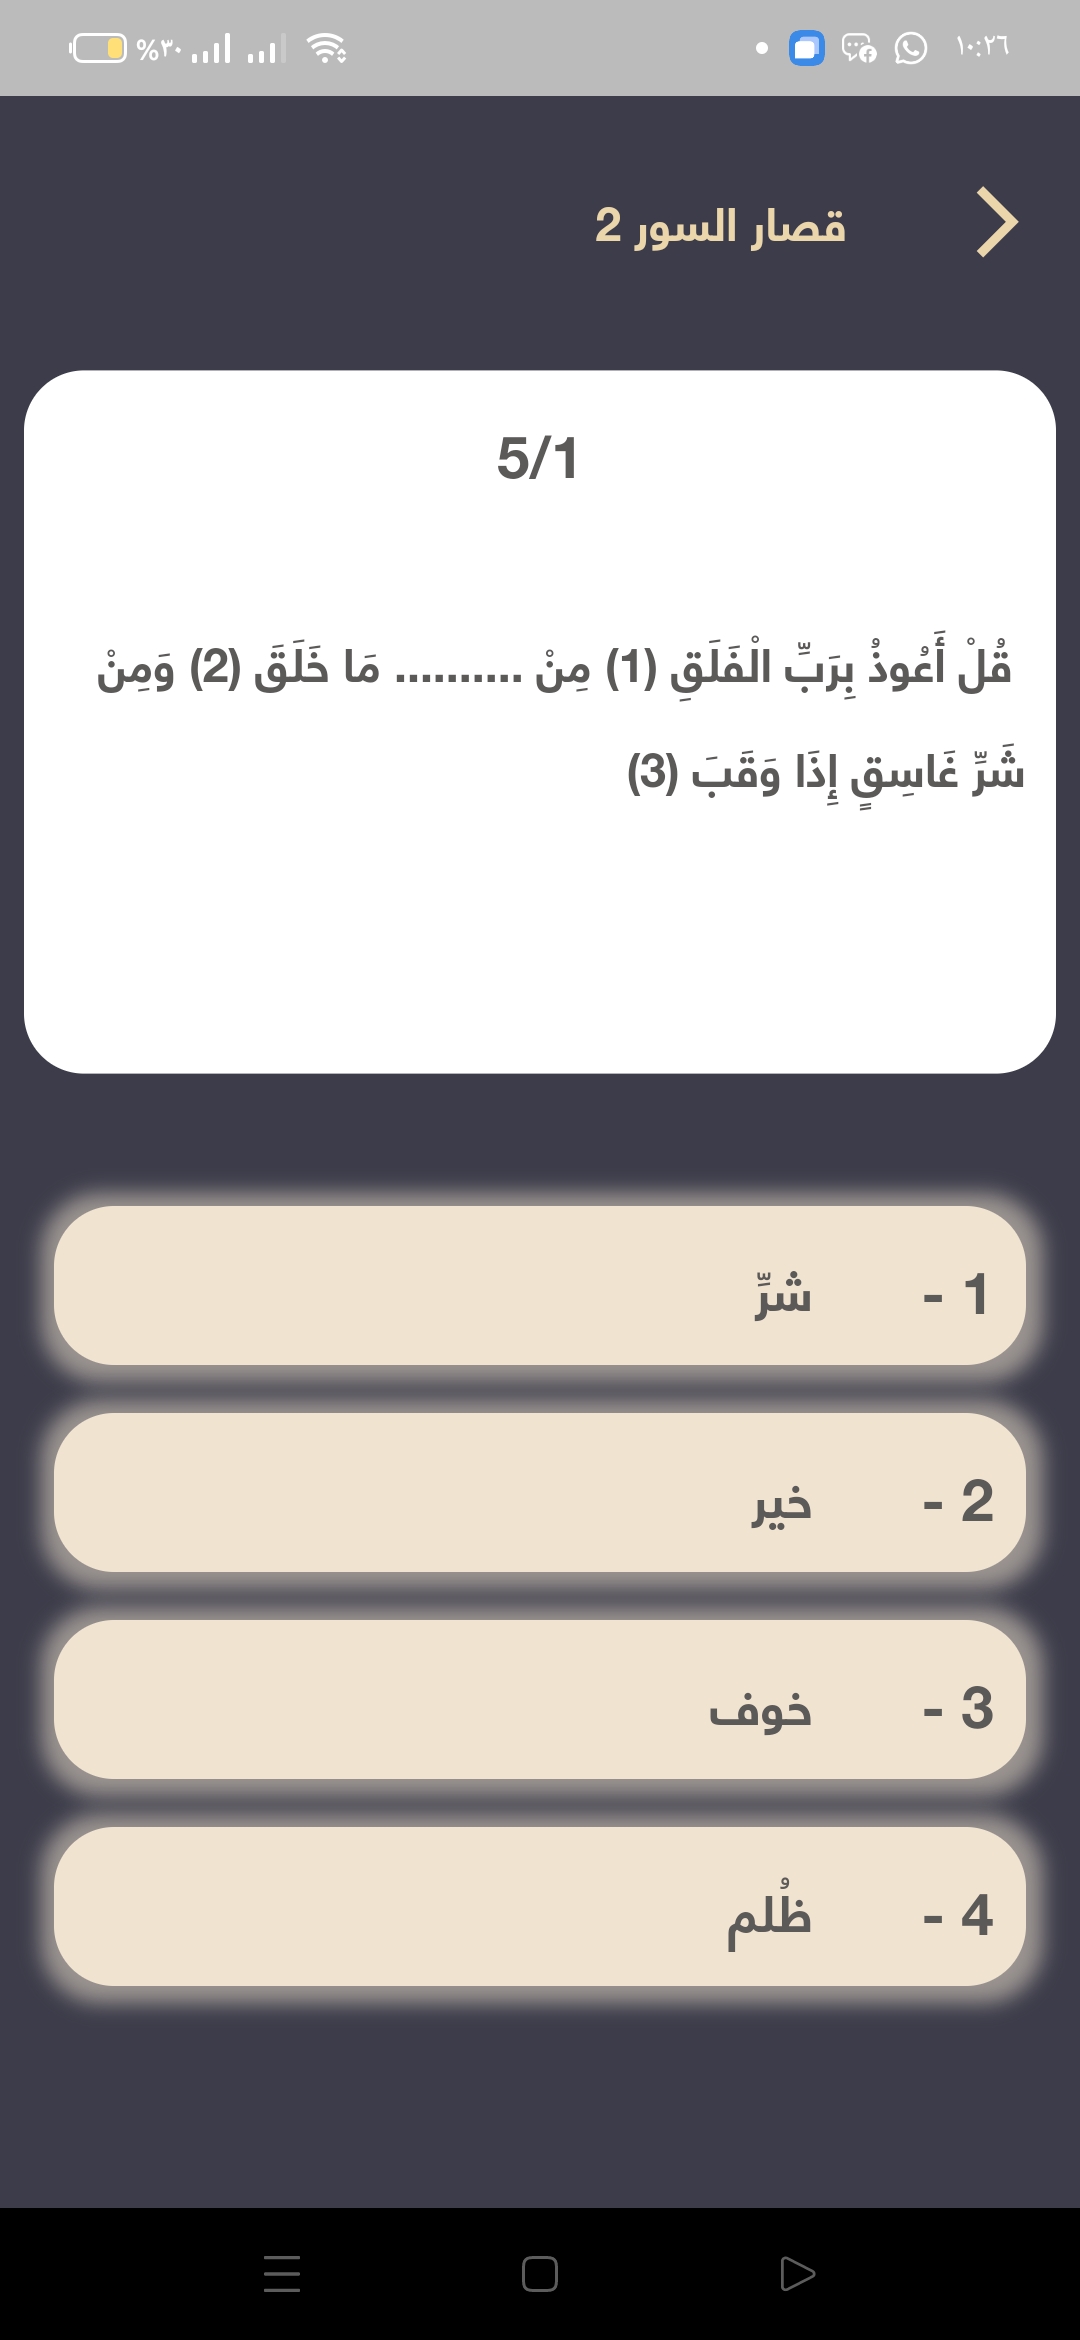 ١٠:٢٦
%٣٠
قصار السور 2
5/1
قُلْ أَعُوذُ بِرَبِّ الْفَلَقِ (1) مِنْ .......... مَا خَلَقَ (2) وَمِنْ
شَرِّ غَاسِقٍ إِذَا وَقَبَ (3)
1 - شرِّ
2 - خير
3 - خوف
4 - ظُلم